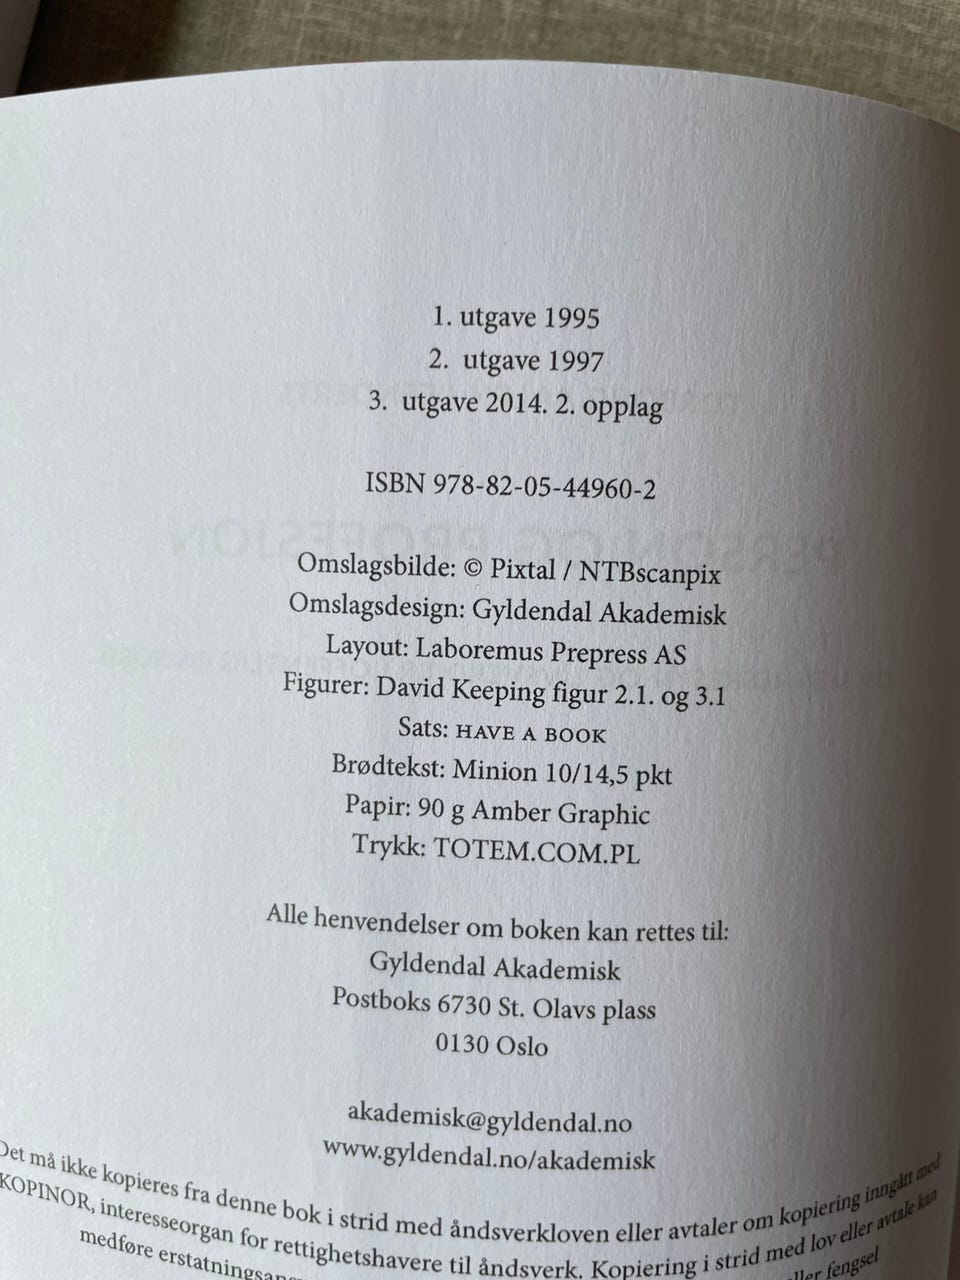 1. utgave 1995
2. utgave 1997
3. utgave 2014. 2. opplag
ISBN 978-82-05-44960-2
Omslagsbilde: © Pixtal / NTBscanpix
Omslagsdesign: Gyldendal Akademisk
Layout: Laboremus Prepress AS
Figurer: David Keeping figur 2.1. og 3.1
Sats: HAVE A BOOK
Brødtekst: Minion 10/14,5 pkt
Papir: 90 g Amber Graphic
Trykk: TOTEM.COM.PL
Alle henvendelser om boken kan rettes til:
Gyldendal Akademisk
Postboks 6730 St. Olavs plass
0130 Oslo
akademisk@gyldendal.no
www.gyldendal.no/akademisk
Det må ikke kopieres fra denne bok i strid med åndsverkloven eller avtaler om kopiering inngått med
KOPINOR, interesseorgan for rettighetshavere til åndsverk. Kopiering i strid med lov eller avtale kan
medføre eller fengsel